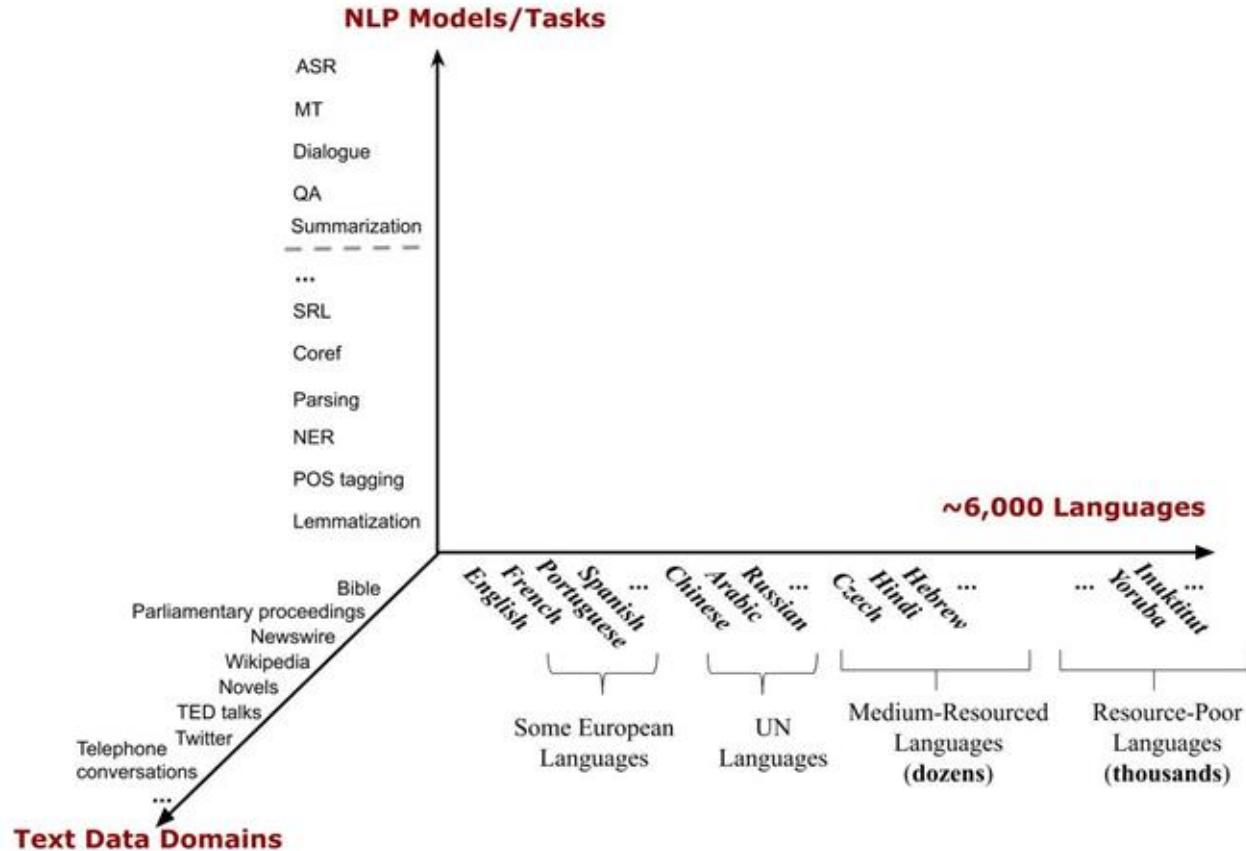 NLP Models/Tasks
ASR
MT
Dialogue
QA
Summarization
...
SRL
Coref
Parsing
NER
POS tagging
Lemmatization
~6,000 Languages
English
French
Portuguese
Spanish
...
Chinese
Arabic
Russian
...
Czech
Hindi
Hebrew
...
...
Yoruba
Inuktitut
...
Some European
Languages
UN
Languages
Medium-Resourced
Languages
(dozens)
Resource-Poor
Languages
(thousands)
Bible
Parliamentary proceedings
Newswire
Wikipedia
Novels
TED talks
Twitter
Telephone
conversations
...
Text Data Domains